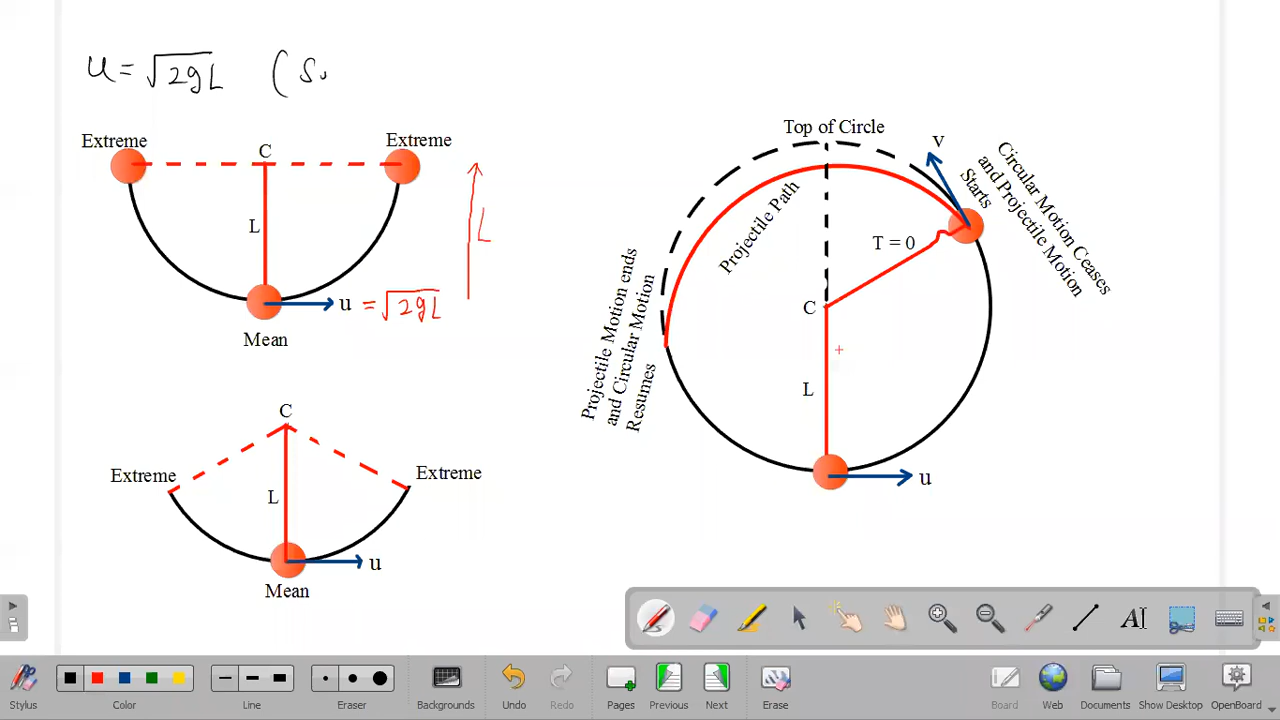 u = √2gL (S.
Extreme
C
Extreme
L
L
u = √2gL
Mean
C
Extreme
Extreme
L
u
Mean
Top of Circle
v
Circular Motion Ceases
and Projectile Motion
Starts
Projectile Path
T = 0
Projectile Motion ends
and Circular Motion
Resumes
C
L
u
AI
Stylus
Color
Line
Eraser
Backgrounds
Undo
Redo
Pages
Previous
Next
Erase
Board
Web
Documents
Show Desktop
OpenBoard